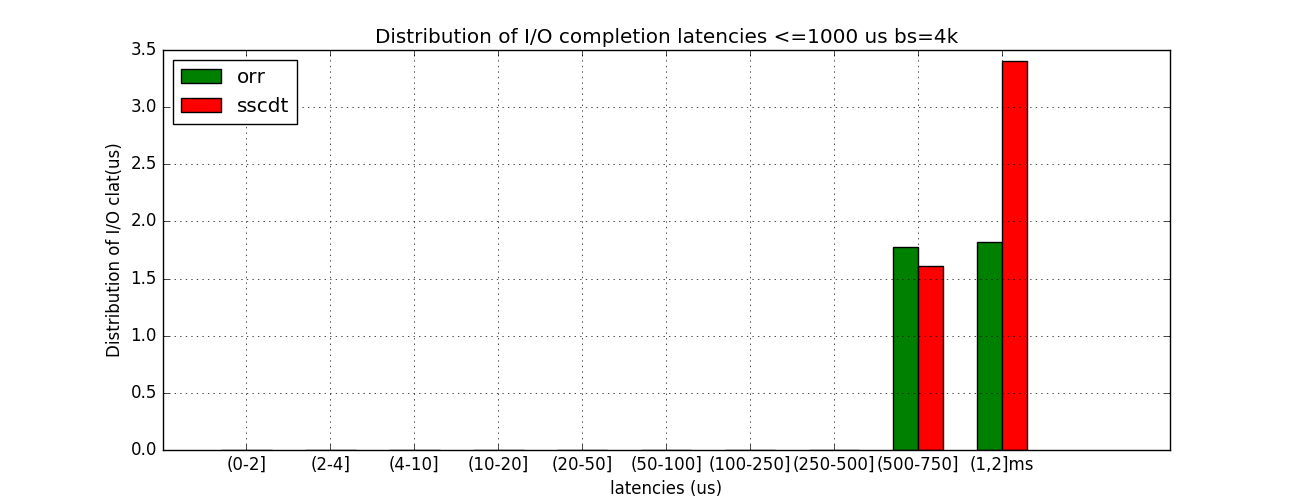 Distribution of I/O completion latencies <=1000 us bs=4k
3.5
3.0
2.5
2.0
1.5
1.0
0.5
0.0
Distribution of I/O clat(us)
orr
sscdt
(0-2] (2-4] (4-10] (10-20] (20-50] (50-100] (100-250] (250-500] (500-750] (1,2]ms
latencies (us)